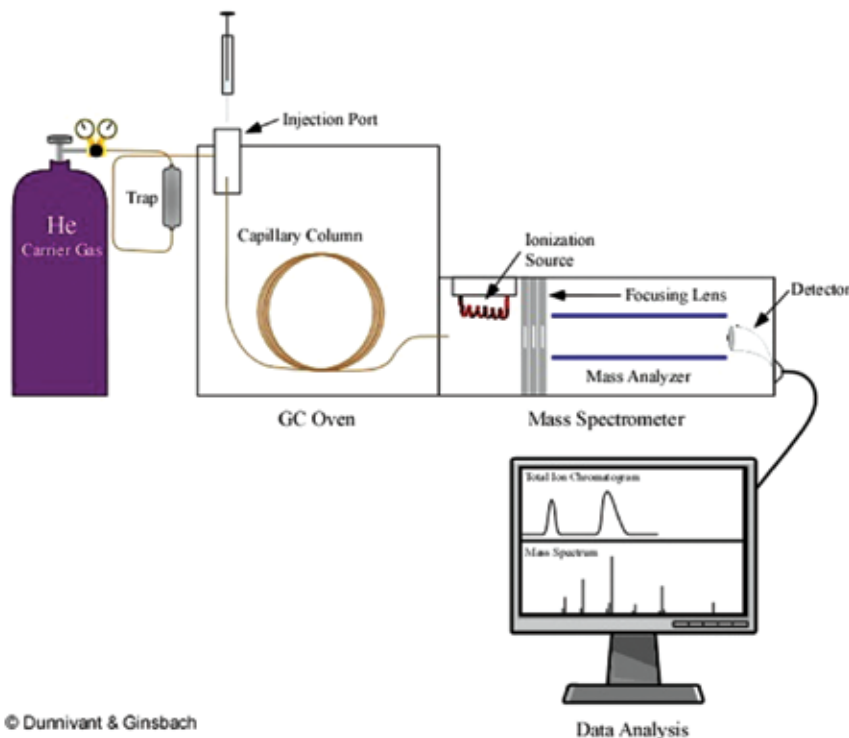 Injection Port
Trap
He
Carrier Gas
Capillary Column
Ionization
Source
Focusing Lens
Detector
Mass Analyzer
GC Oven
Mass Spectrometer
Total Ion Chromatogram
Mass Spectrum
© Dunnivant & Ginsbach
Data Analysis